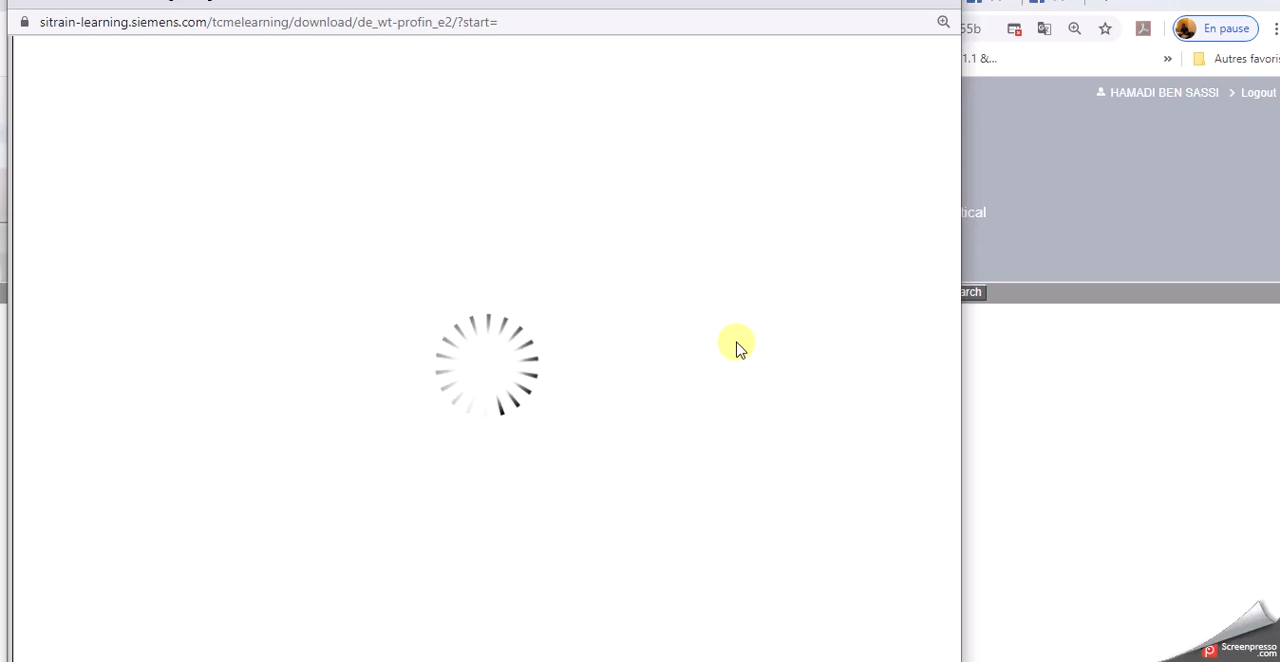 sitrain-learning.siemens.com/tcmelearning/download/de_wt-profin_e2/?start=
55b
En pause
1.1 &...
»
Autres favoris
HAMADI BEN SASSI > Logout
tical
arch
Screenpresso
.com